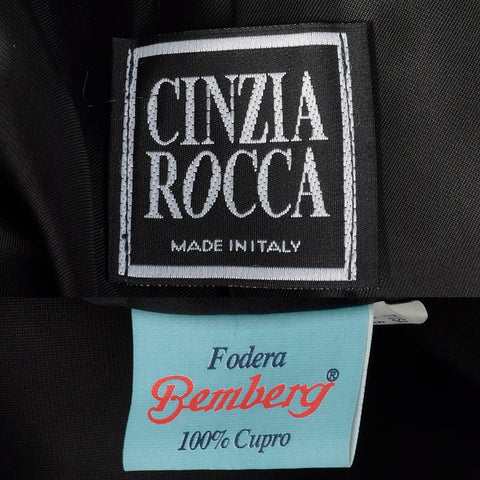 CINZIA
ROCCA
MADE IN ITALY
Fodera
Bemberg®
100% Cupro